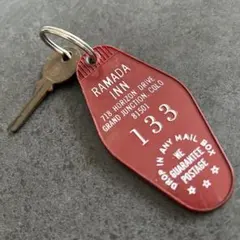 RAMADA
INN
718 HORIZON DRIVE
GRAND JUNCTION, COLO
81501
133
DROP IN ANY MAIL BOX
WE
GUARANTEE
POSTAGE